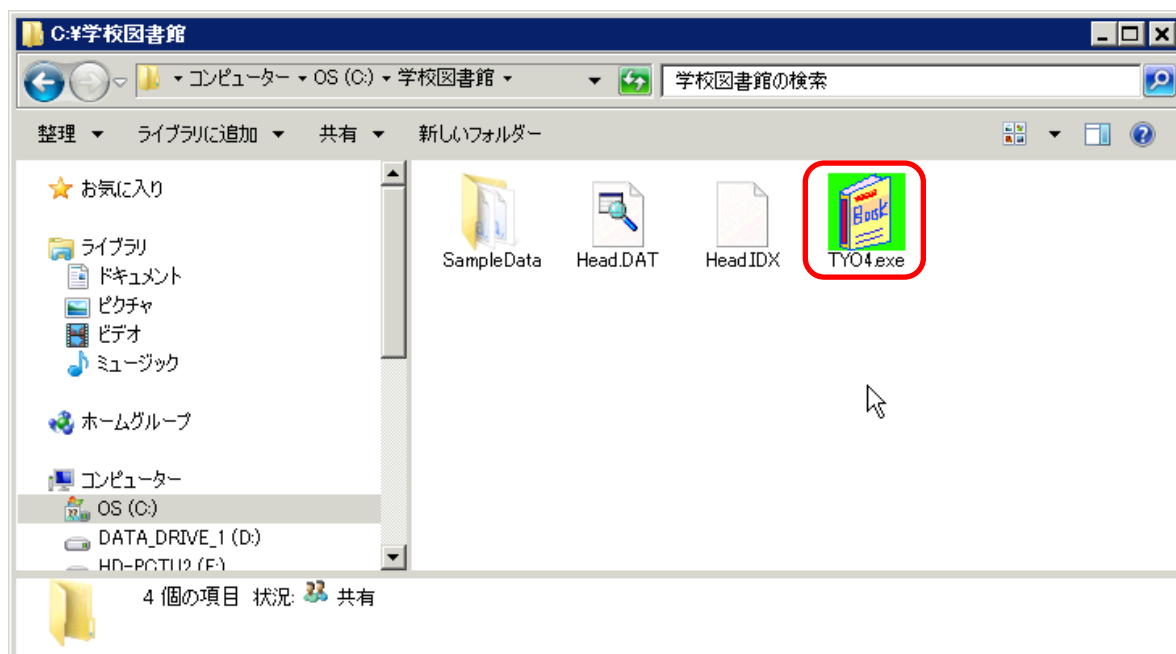 C:¥学校図書館
コンピューター OS (C:) 学校図書館
学校図書館の検索
整理 ライブラリに追加 共有 新しいフォルダー
お気に入り
ライブラリ
ドキュメント
ピクチャ
ビデオ
ミュージック
ホームグループ
コンピューター
OS (C:)
DATA_DRIVE_1 (D:)
HD-PCTU2 (F:)
SampleData
Head.DAT
Head.IDX
Book
TYO4.exe
4 個の項目 状況: 共有